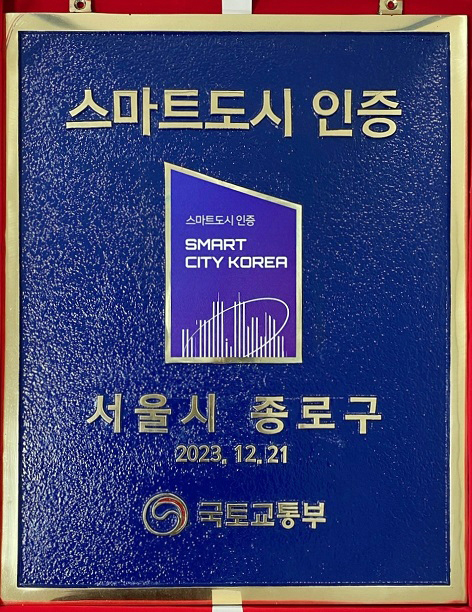 스마트도시 인증
스마트도시 인증
SMART
CITY KOREA
서울시 종로구
2023. 12. 21
국토교통부